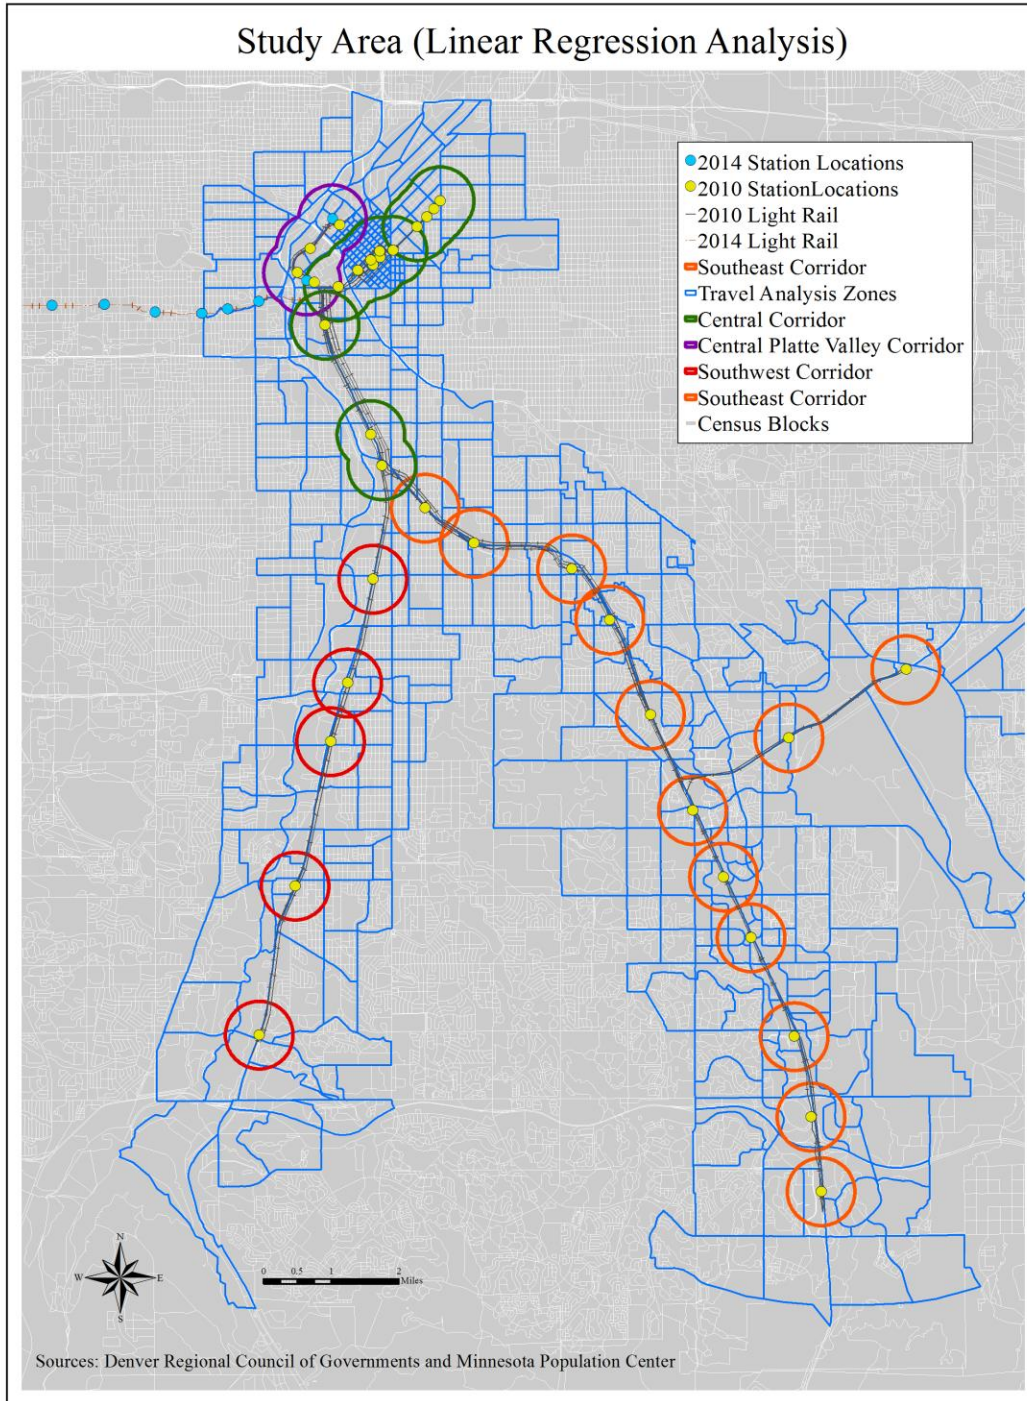 Study Area (Linear Regression Analysis)
2014 Station Locations
2010 StationLocations
2010 Light Rail
2014 Light Rail
Southeast Corridor
Travel Analysis Zones
Central Corridor
Central Platte Valley Corridor
Southwest Corridor
Southeast Corridor
Census Blocks
N
W E
S
0 0.5 1 2
Miles
Sources: Denver Regional Council of Governments and Minnesota Population Center